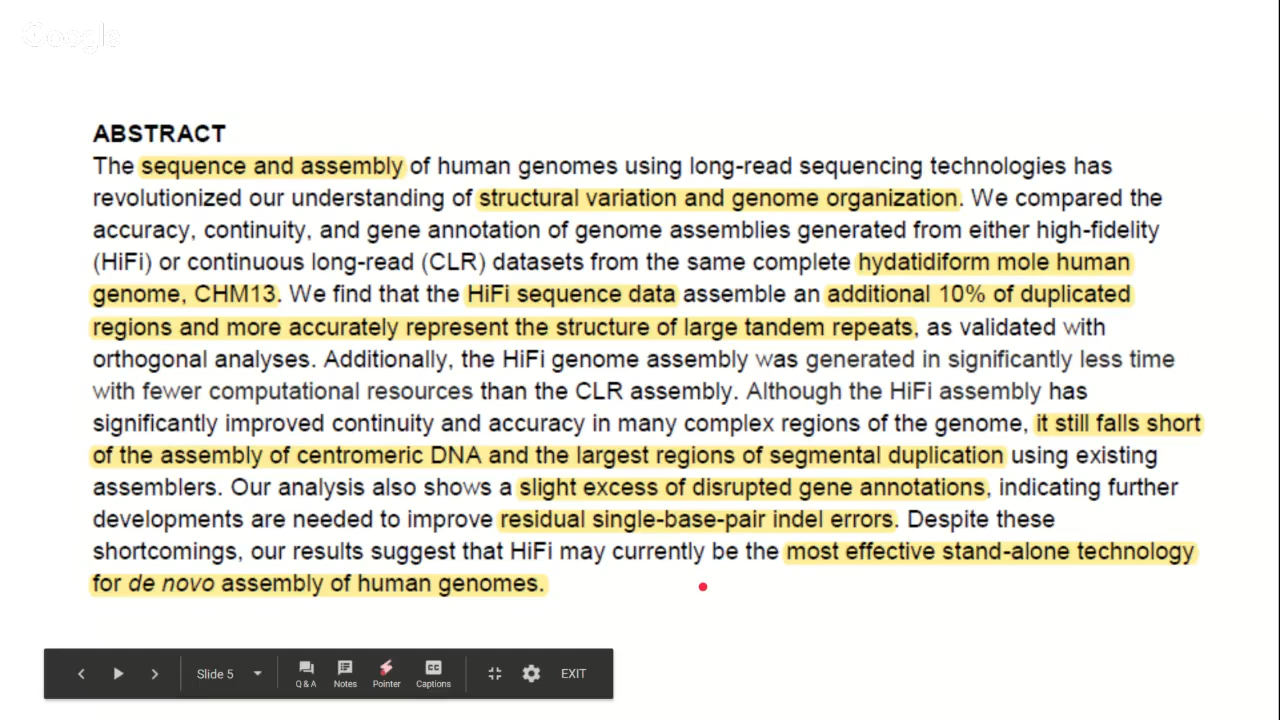 Google
ABSTRACT
The sequence and assembly of human genomes using long-read sequencing technologies has
revolutionized our understanding of structural variation and genome organization. We compared the
accuracy, continuity, and gene annotation of genome assemblies generated from either high-fidelity
(HiFi) or continuous long-read (CLR) datasets from the same complete hydatidiform mole human
genome, CHM13. We find that the HiFi sequence data assemble an additional 10% of duplicated
regions and more accurately represent the structure of large tandem repeats, as validated with
orthogonal analyses. Additionally, the HiFi genome assembly was generated in significantly less time
with fewer computational resources than the CLR assembly. Although the HiFi assembly has
significantly improved continuity and accuracy in many complex regions of the genome, it still falls short
of the assembly of centromeric DNA and the largest regions of segmental duplication using existing
assemblers. Our analysis also shows a slight excess of disrupted gene annotations, indicating further
developments are needed to improve residual single-base-pair indel errors. Despite these
shortcomings, our results suggest that HiFi may currently be the most effective stand-alone technology
for de novo assembly of human genomes.
Slide 5 Q & A Notes Pointer CC Captions EXIT